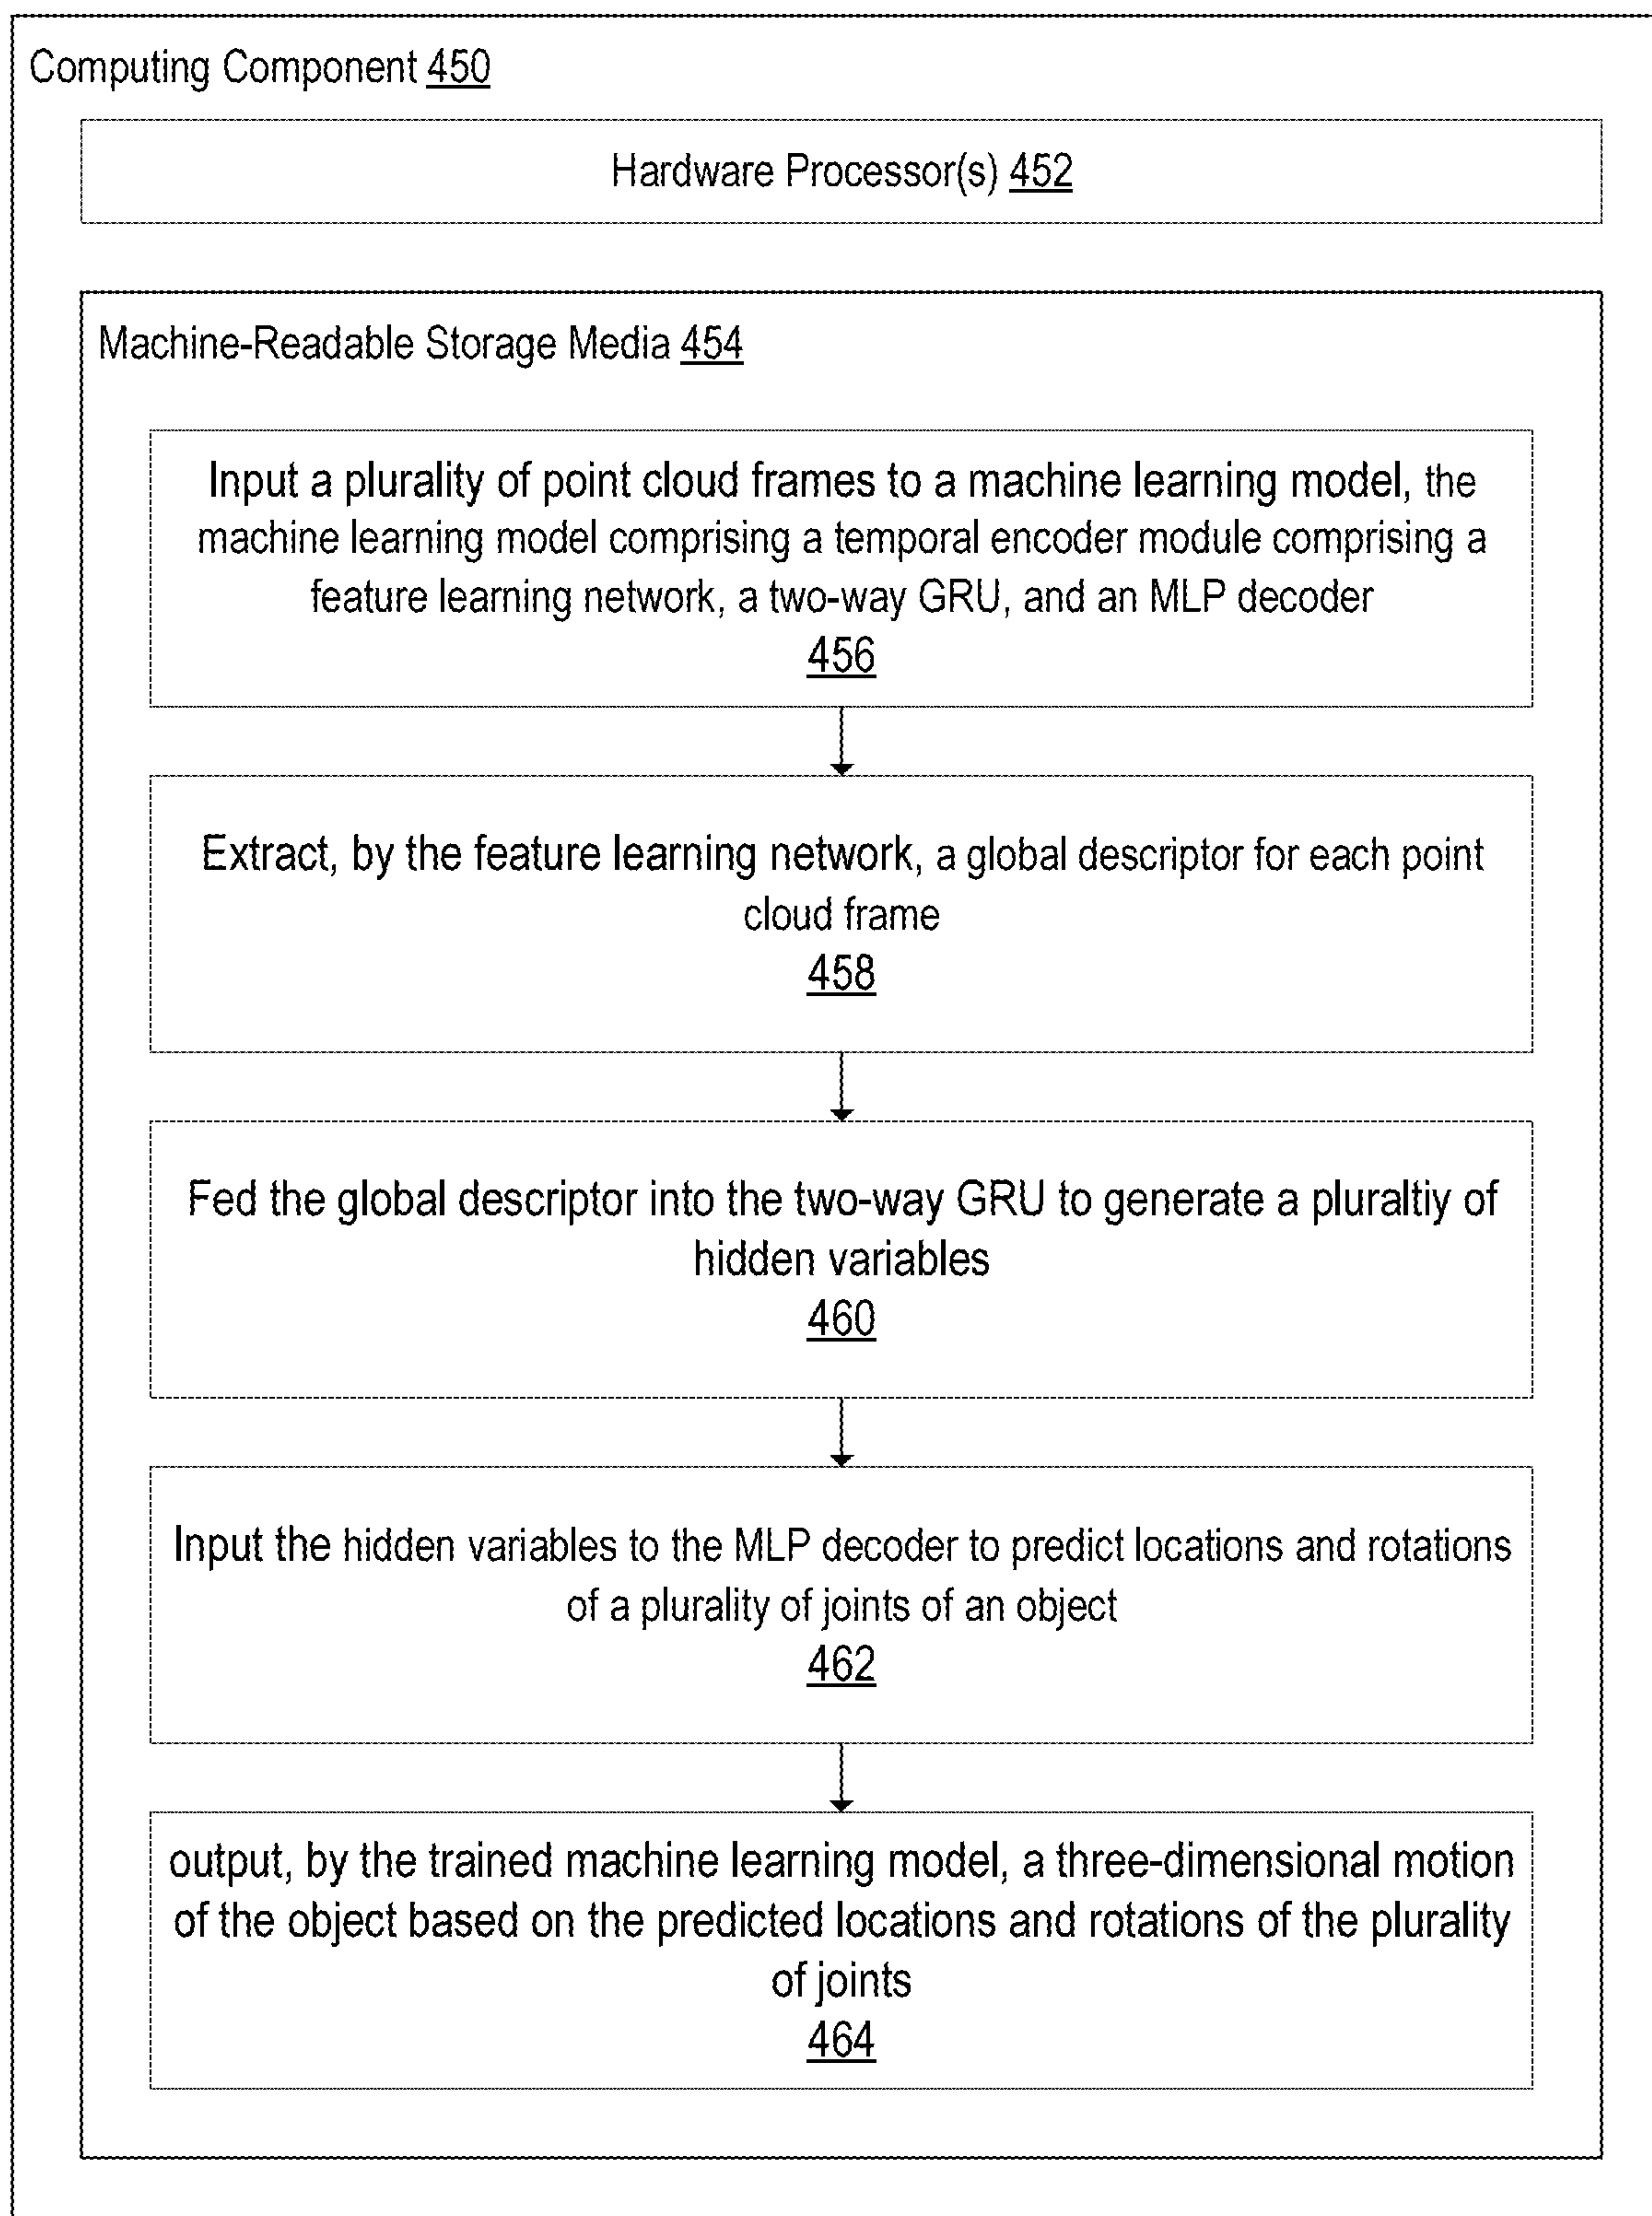 Computing Component 450
Hardware Processor(s) 452
Machine-Readable Storage Media 454
Input a plurality of point cloud frames to a machine learning model, the
machine learning model comprising a temporal encoder module comprising a
feature learning network, a two-way GRU, and an MLP decoder
456
Extract, by the feature learning network, a global descriptor for each point
cloud frame
458
Fed the global descriptor into the two-way GRU to generate a pluraltiy of
hidden variables
460
Input the hidden variables to the MLP decoder to predict locations and rotations
of a plurality of joints of an object
462
output, by the trained machine learning model, a three-dimensional motion
of the object based on the predicted locations and rotations of the plurality
of joints
464